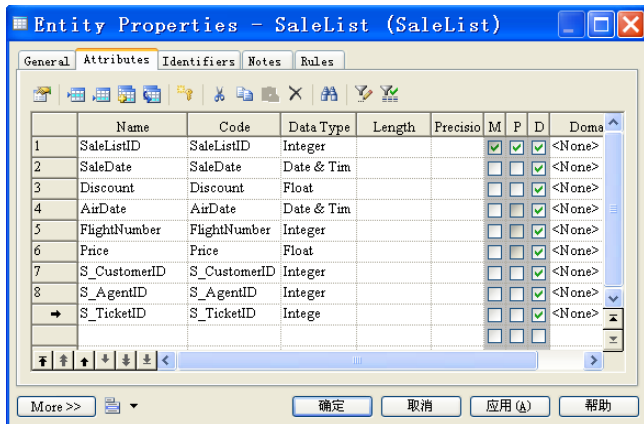 Entity Properties - SaleList (SaleList)
General Attributes Identifiers Notes Rules
Name Code Data Type Length Precisio M P D Doma
1 SaleListID SaleListID Integer <None>
2 SaleDate SaleDate Date & Tim <None>
3 Discount Discount Float <None>
4 AirDate AirDate Date & Tim <None>
5 FlightNumber FlightNumber Integer <None>
6 Price Price Float <None>
7 S_CustomerID S_CustomerID Integer <None>
8 S_AgentID S_AgentID Integer <None>
S_TicketID S_TicketID Intege <None>
More >> 确定 取消 应用(A) 帮助